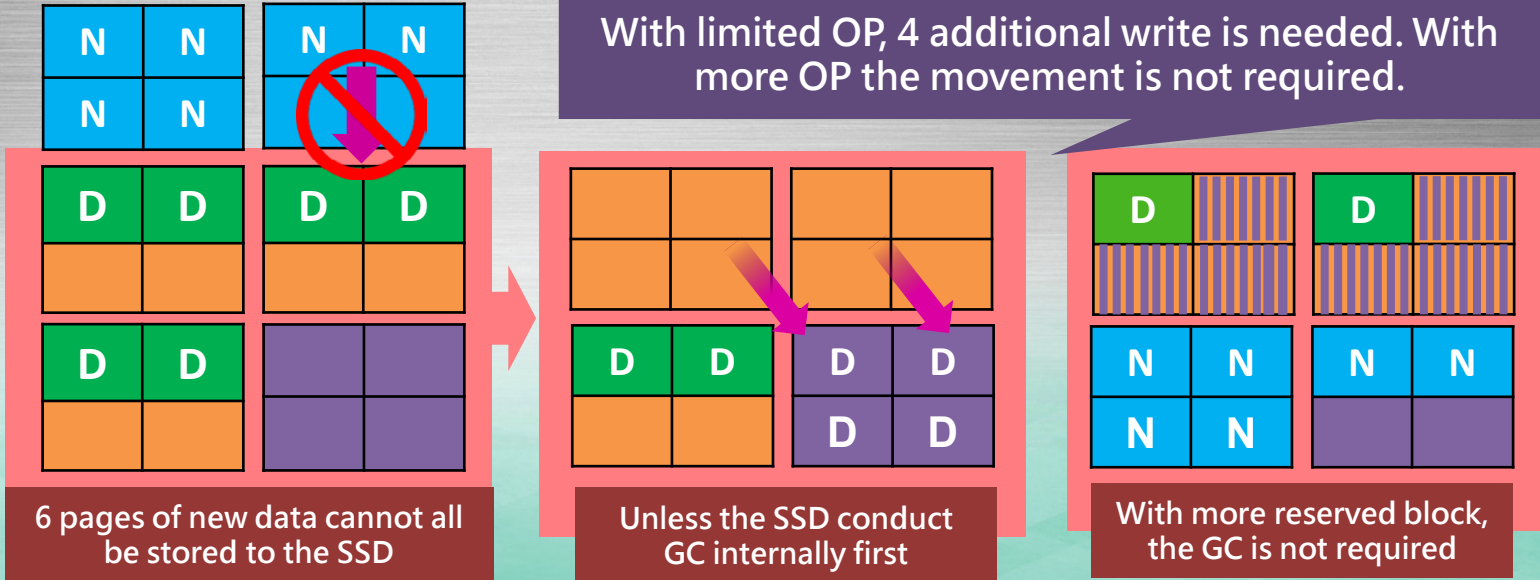 With limited OP, 4 additional write is needed. With
more OP the movement is not required.
N N N N
N N
D D D D
D D
6 pages of new data cannot all
be stored to the SSD
D D D D
D D
Unless the SSD conduct
GC internally first
D D
N N N N
N N
With more reserved block,
the GC is not required